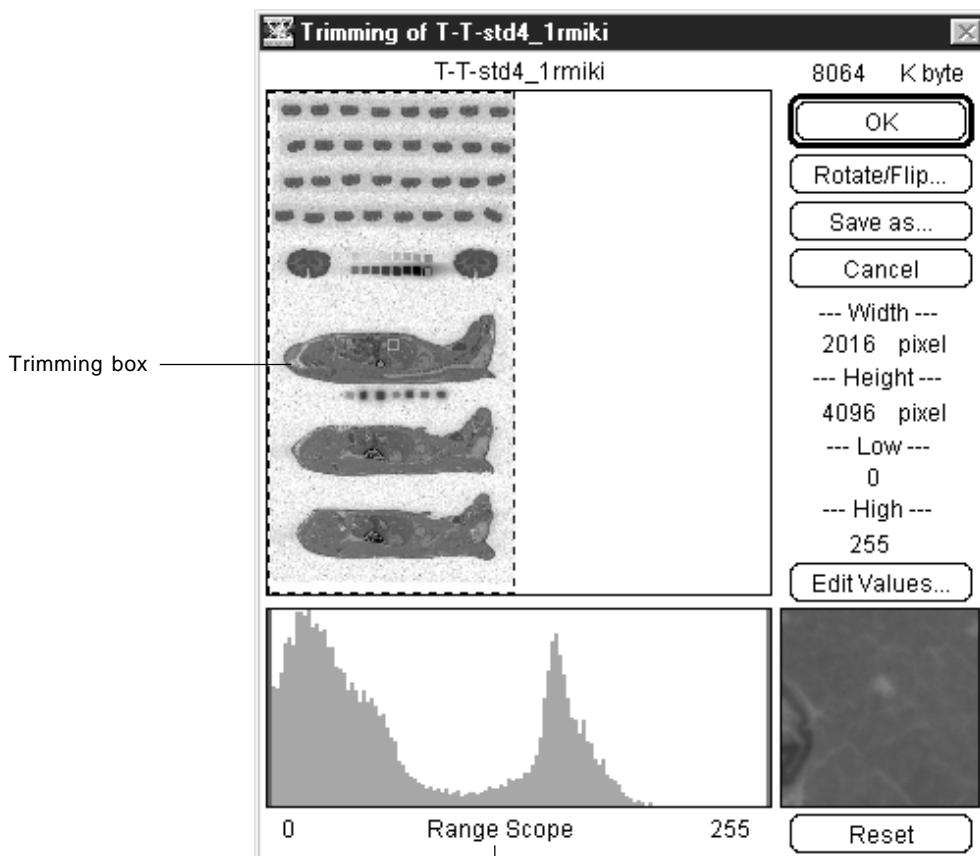 Trimming of T-T-std4_1rmiki
T-T-std4_1rmiki
8064 K byte
OK
Rotate/Flip...
Save as...
Cancel
--- Width ---
2016 pixel
--- Height ---
4096 pixel
--- Low ---
0
--- High ---
255
Edit Values...
Trimming box
0 Range Scope 255
Reset